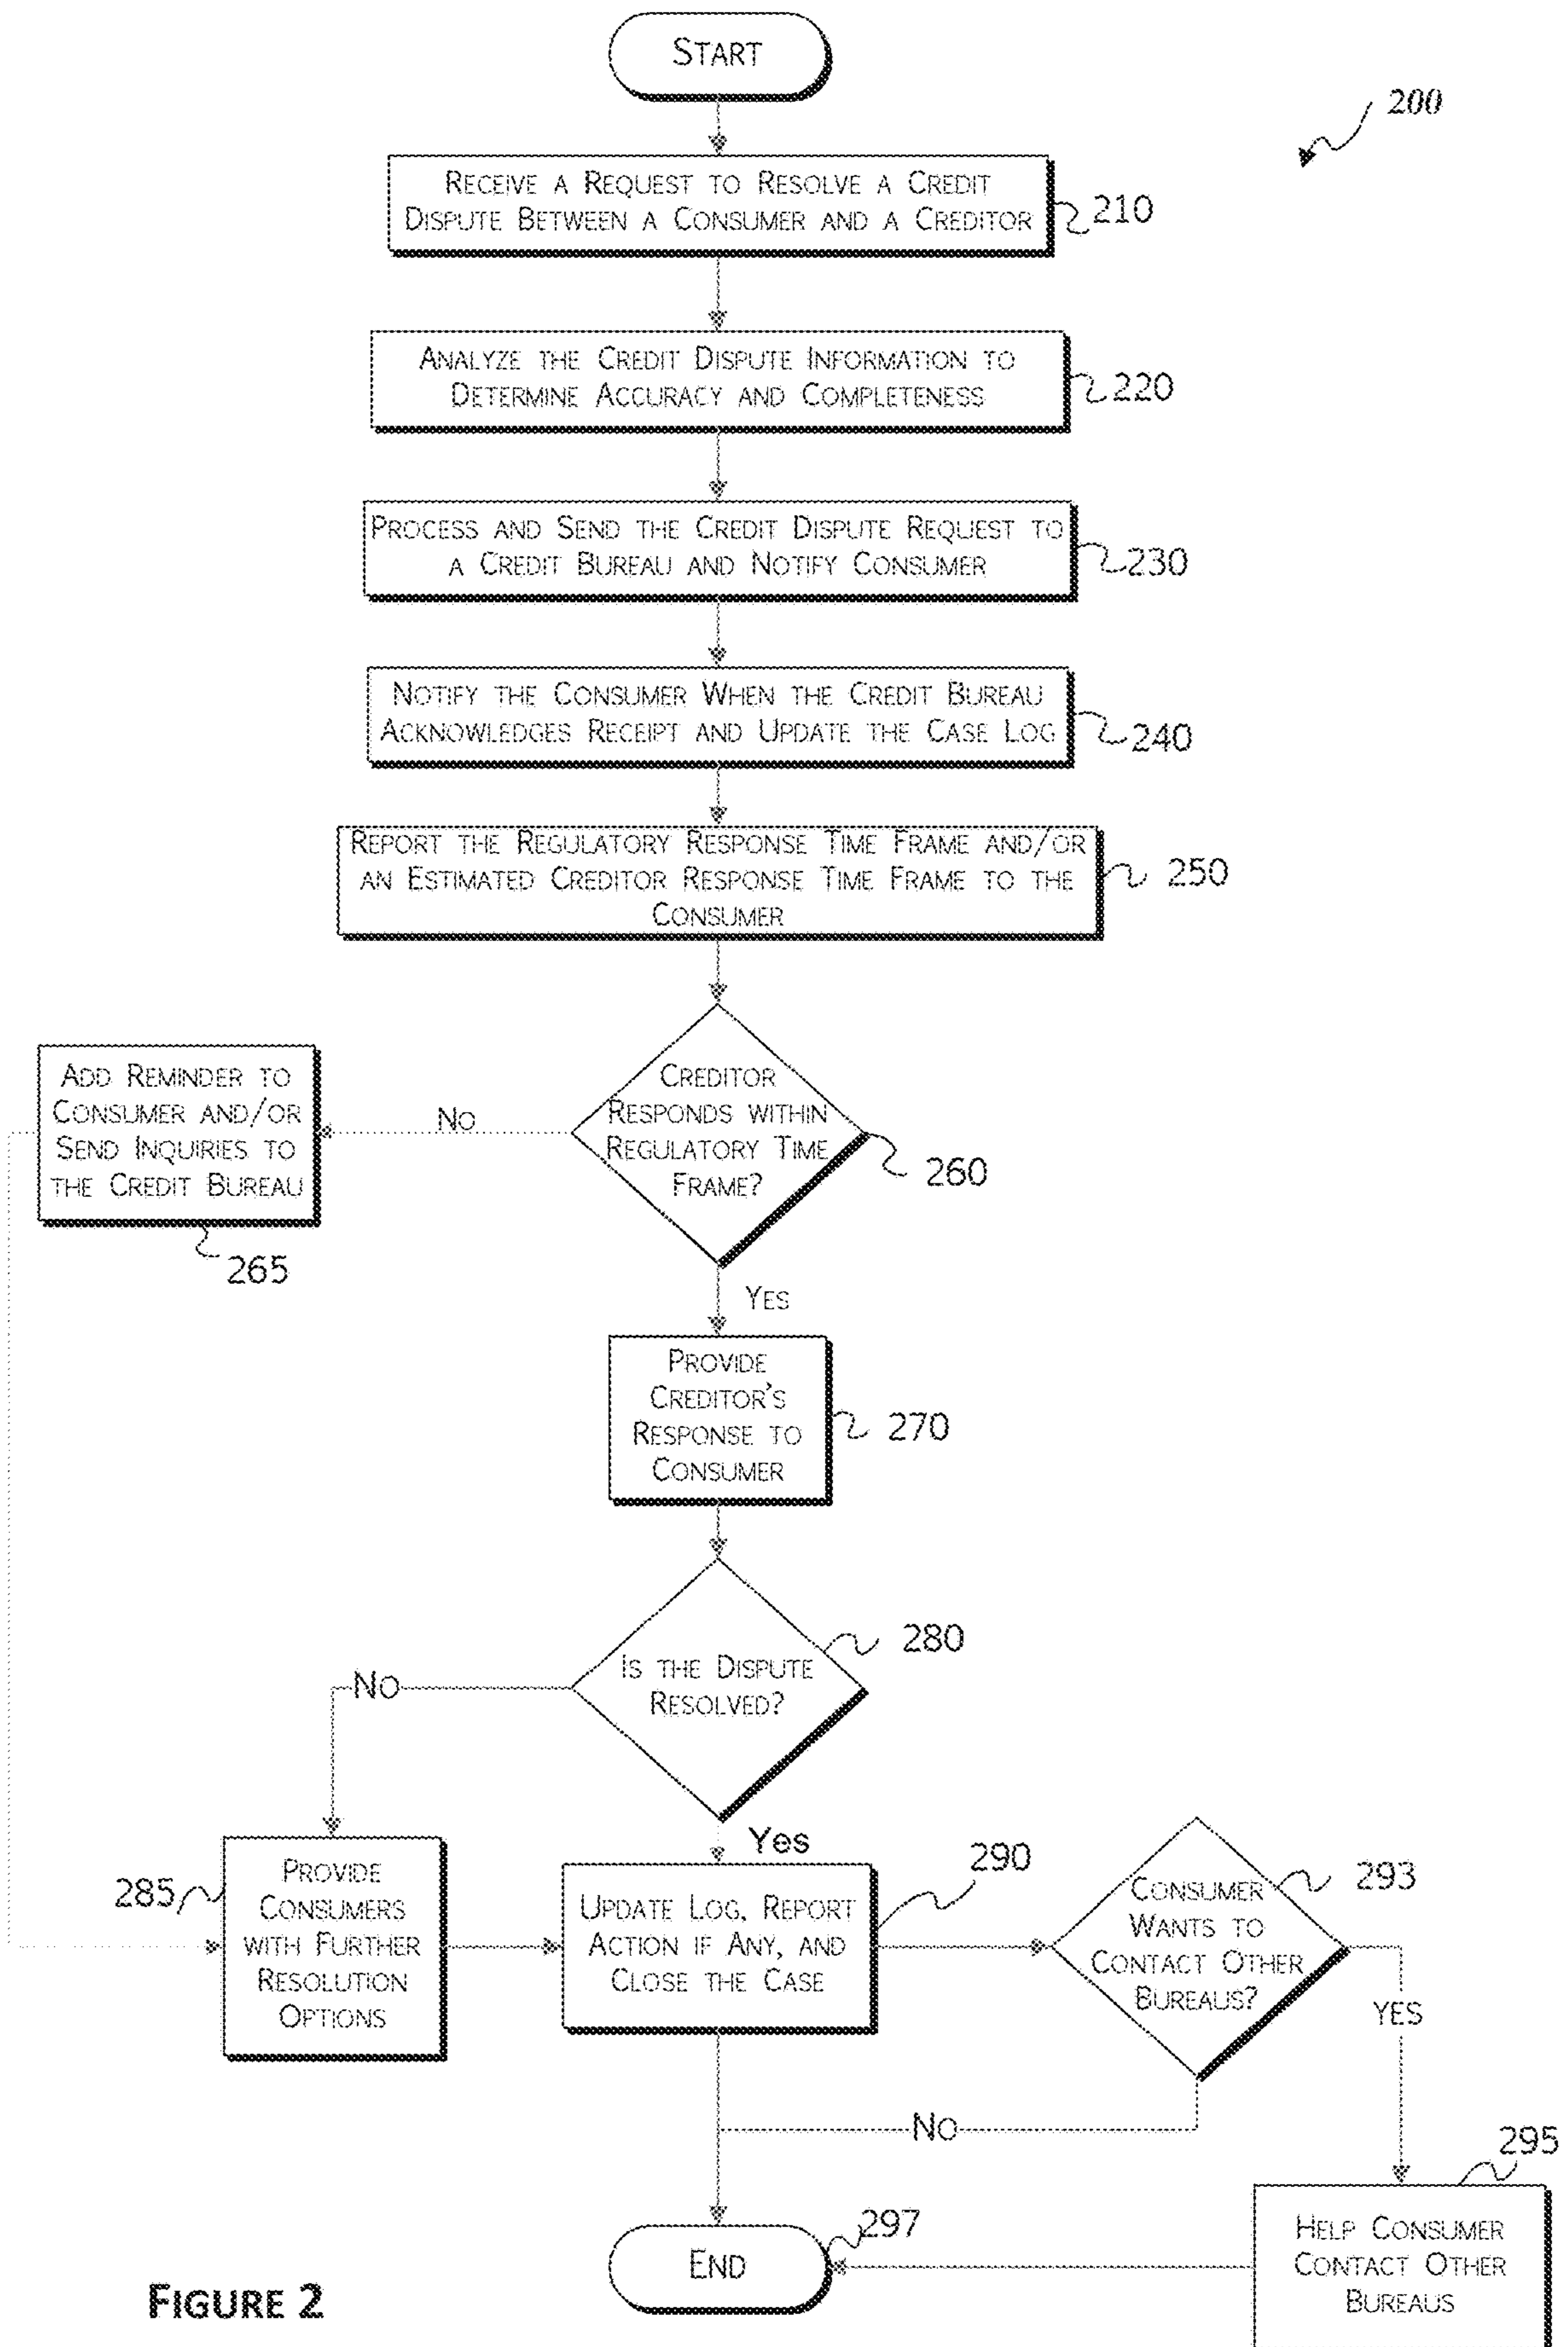 START
200
RECEIVE A REQUEST TO RESOLVE A CREDIT
DISPUTE BETWEEN A CONSUMER AND A CREDITOR
210
ANALYZE THE CREDIT DISPUTE INFORMATION TO
DETERMINE ACCURACY AND COMPLETENESS
220
PROCESS AND SEND THE CREDIT DISPUTE REQUEST TO
A CREDIT BUREAU AND NOTIFY CONSUMER
230
NOTIFY THE CONSUMER WHEN THE CREDIT BUREAU
ACKNOWLEDGES RECEIPT AND UPDATE THE CASE LOG
240
REPORT THE REGULATORY RESPONSE TIME FRAME AND/OR
AN ESTIMATED CREDITOR RESPONSE TIME FRAME TO THE
CONSUMER
250
CREDITOR
RESPONDS WITHIN
REGULATORY TIME
FRAME?
260
NO
ADD REMINDER TO
CONSUMER AND/OR
SEND INQUIRIES TO
THE CREDIT BUREAU
265
YES
PROVIDE
CREDITOR'S
RESPONSE TO
CONSUMER
270
IS THE DISPUTE
RESOLVED?
280
NO
Yes
PROVIDE
CONSUMERS
WITH FURTHER
RESOLUTION
OPTIONS
285
UPDATE LOG, REPORT
ACTION IF ANY, AND
CLOSE THE CASE
290
CONSUMER
WANTS TO
CONTACT OTHER
BUREAUS?
293
YES
NO
295
HELP CONSUMER
CONTACT OTHER
BUREAUS
END
297
FIGURE 2